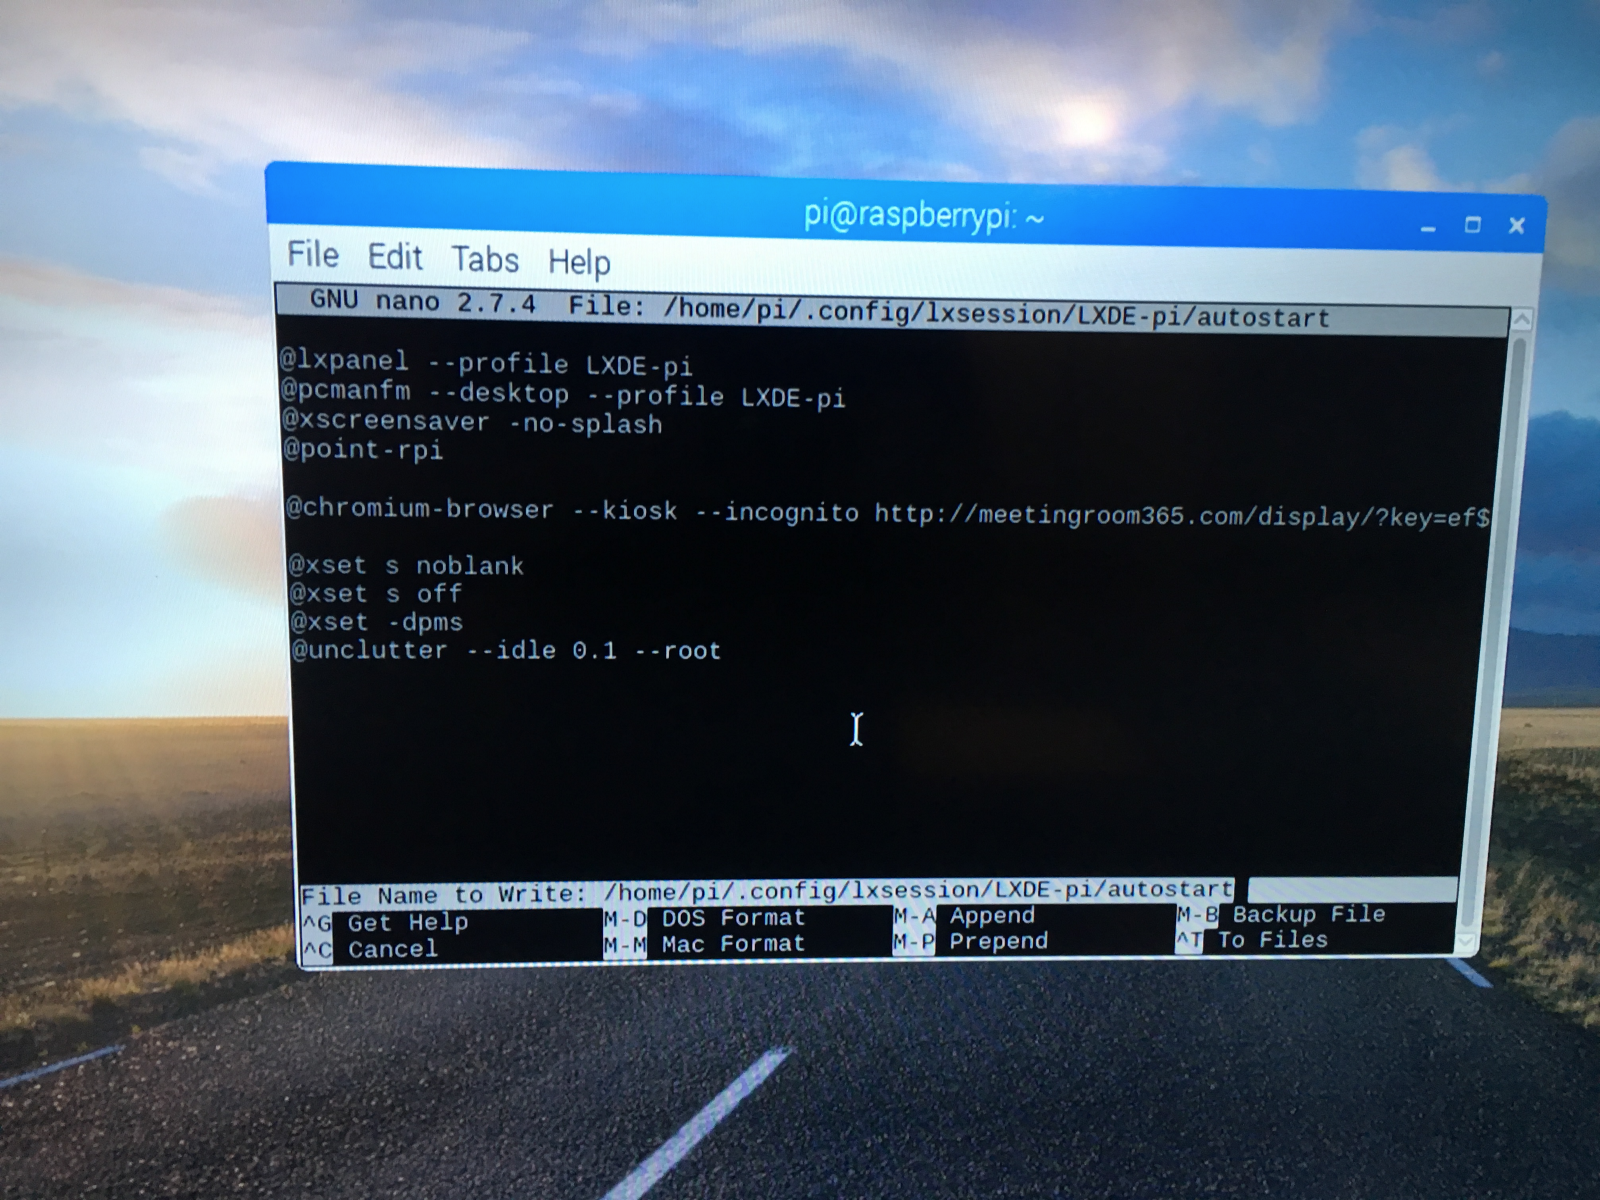 pi@raspberrypi: ~
File Edit Tabs Help
GNU nano 2.7.4 File: /home/pi/.config/lxsession/LXDE-pi/autostart
@lxpanel --profile LXDE-pi
@pcmanfm --desktop --profile LXDE-pi
@xscreensaver -no-splash
@point-rpi
@chromium-browser --kiosk --incognito http://meetingroom365.com/display/?key=ef$
@xset s noblank
@xset s off
@xset -dpms
@unclutter --idle 0.1 --root
File Name to Write: /home/pi/.config/lxsession/LXDE-pi/autostart
^G Get Help M-D DOS Format M-A Append M-B Backup File
^C Cancel M-M Mac Format M-P Prepend ^T To Files